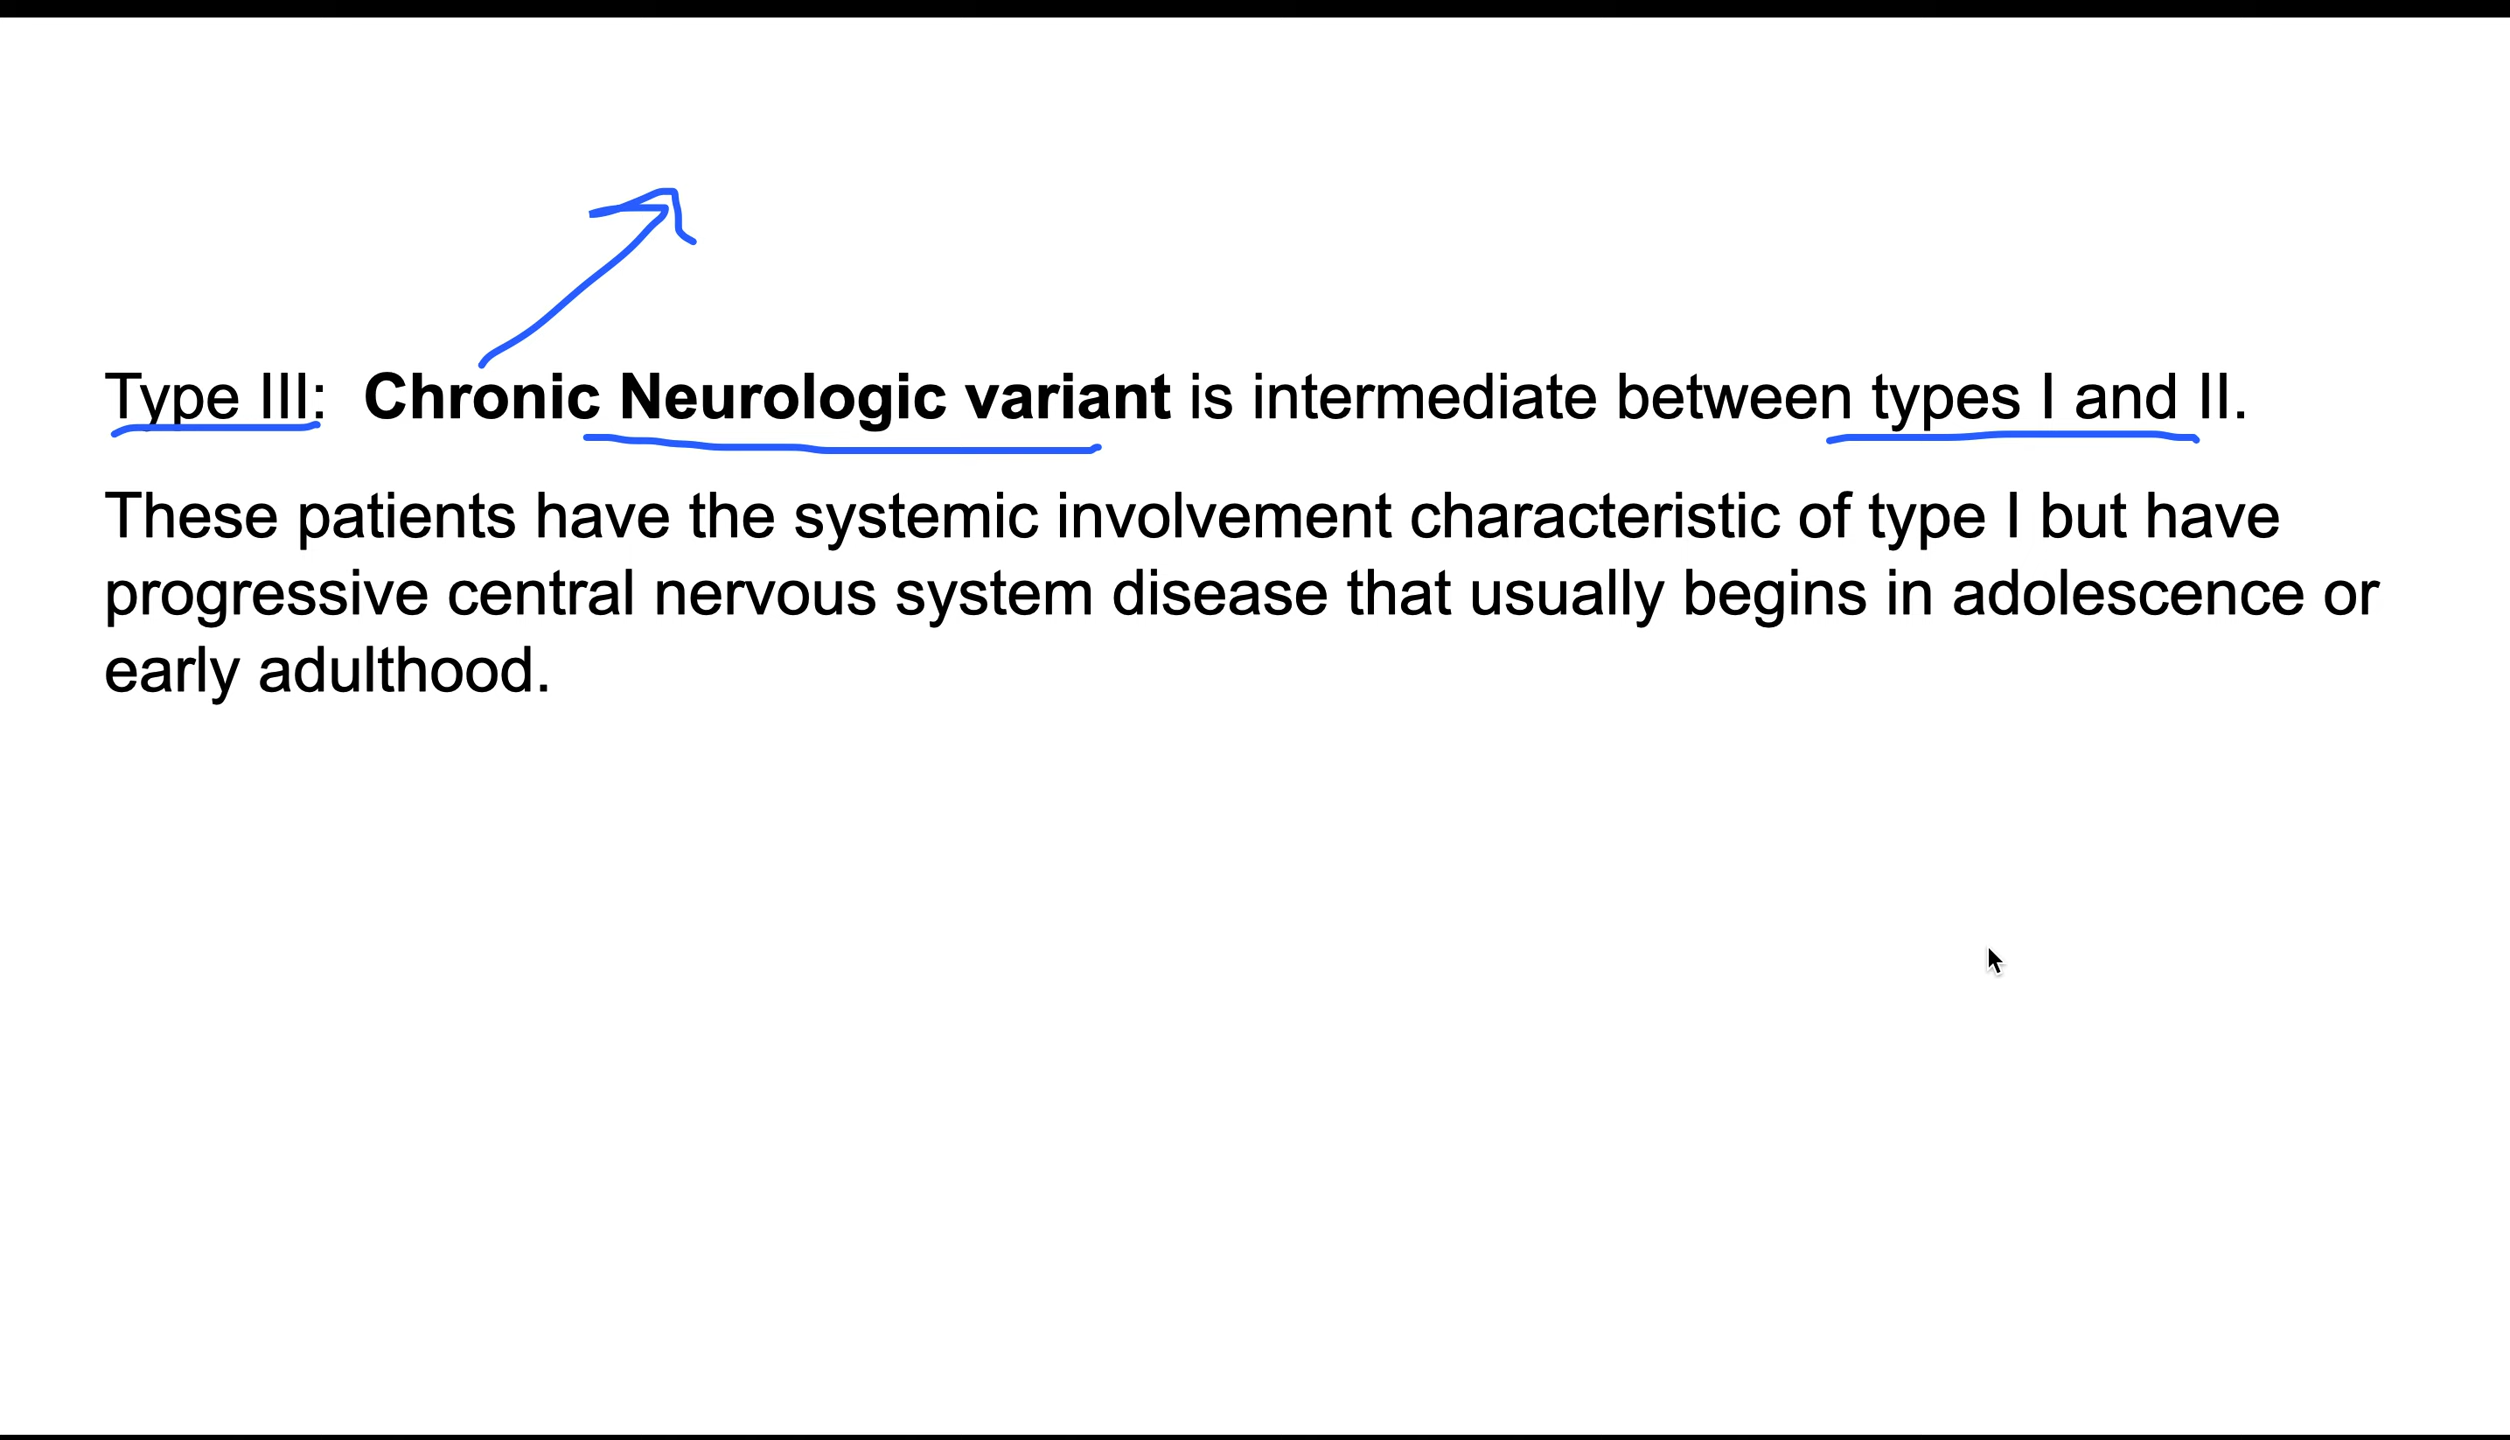 Type III: Chronic Neurologic variant is intermediate between types I and II.
These patients have the systemic involvement characteristic of type I but have
progressive central nervous system disease that usually begins in adolescence or
early adulthood.